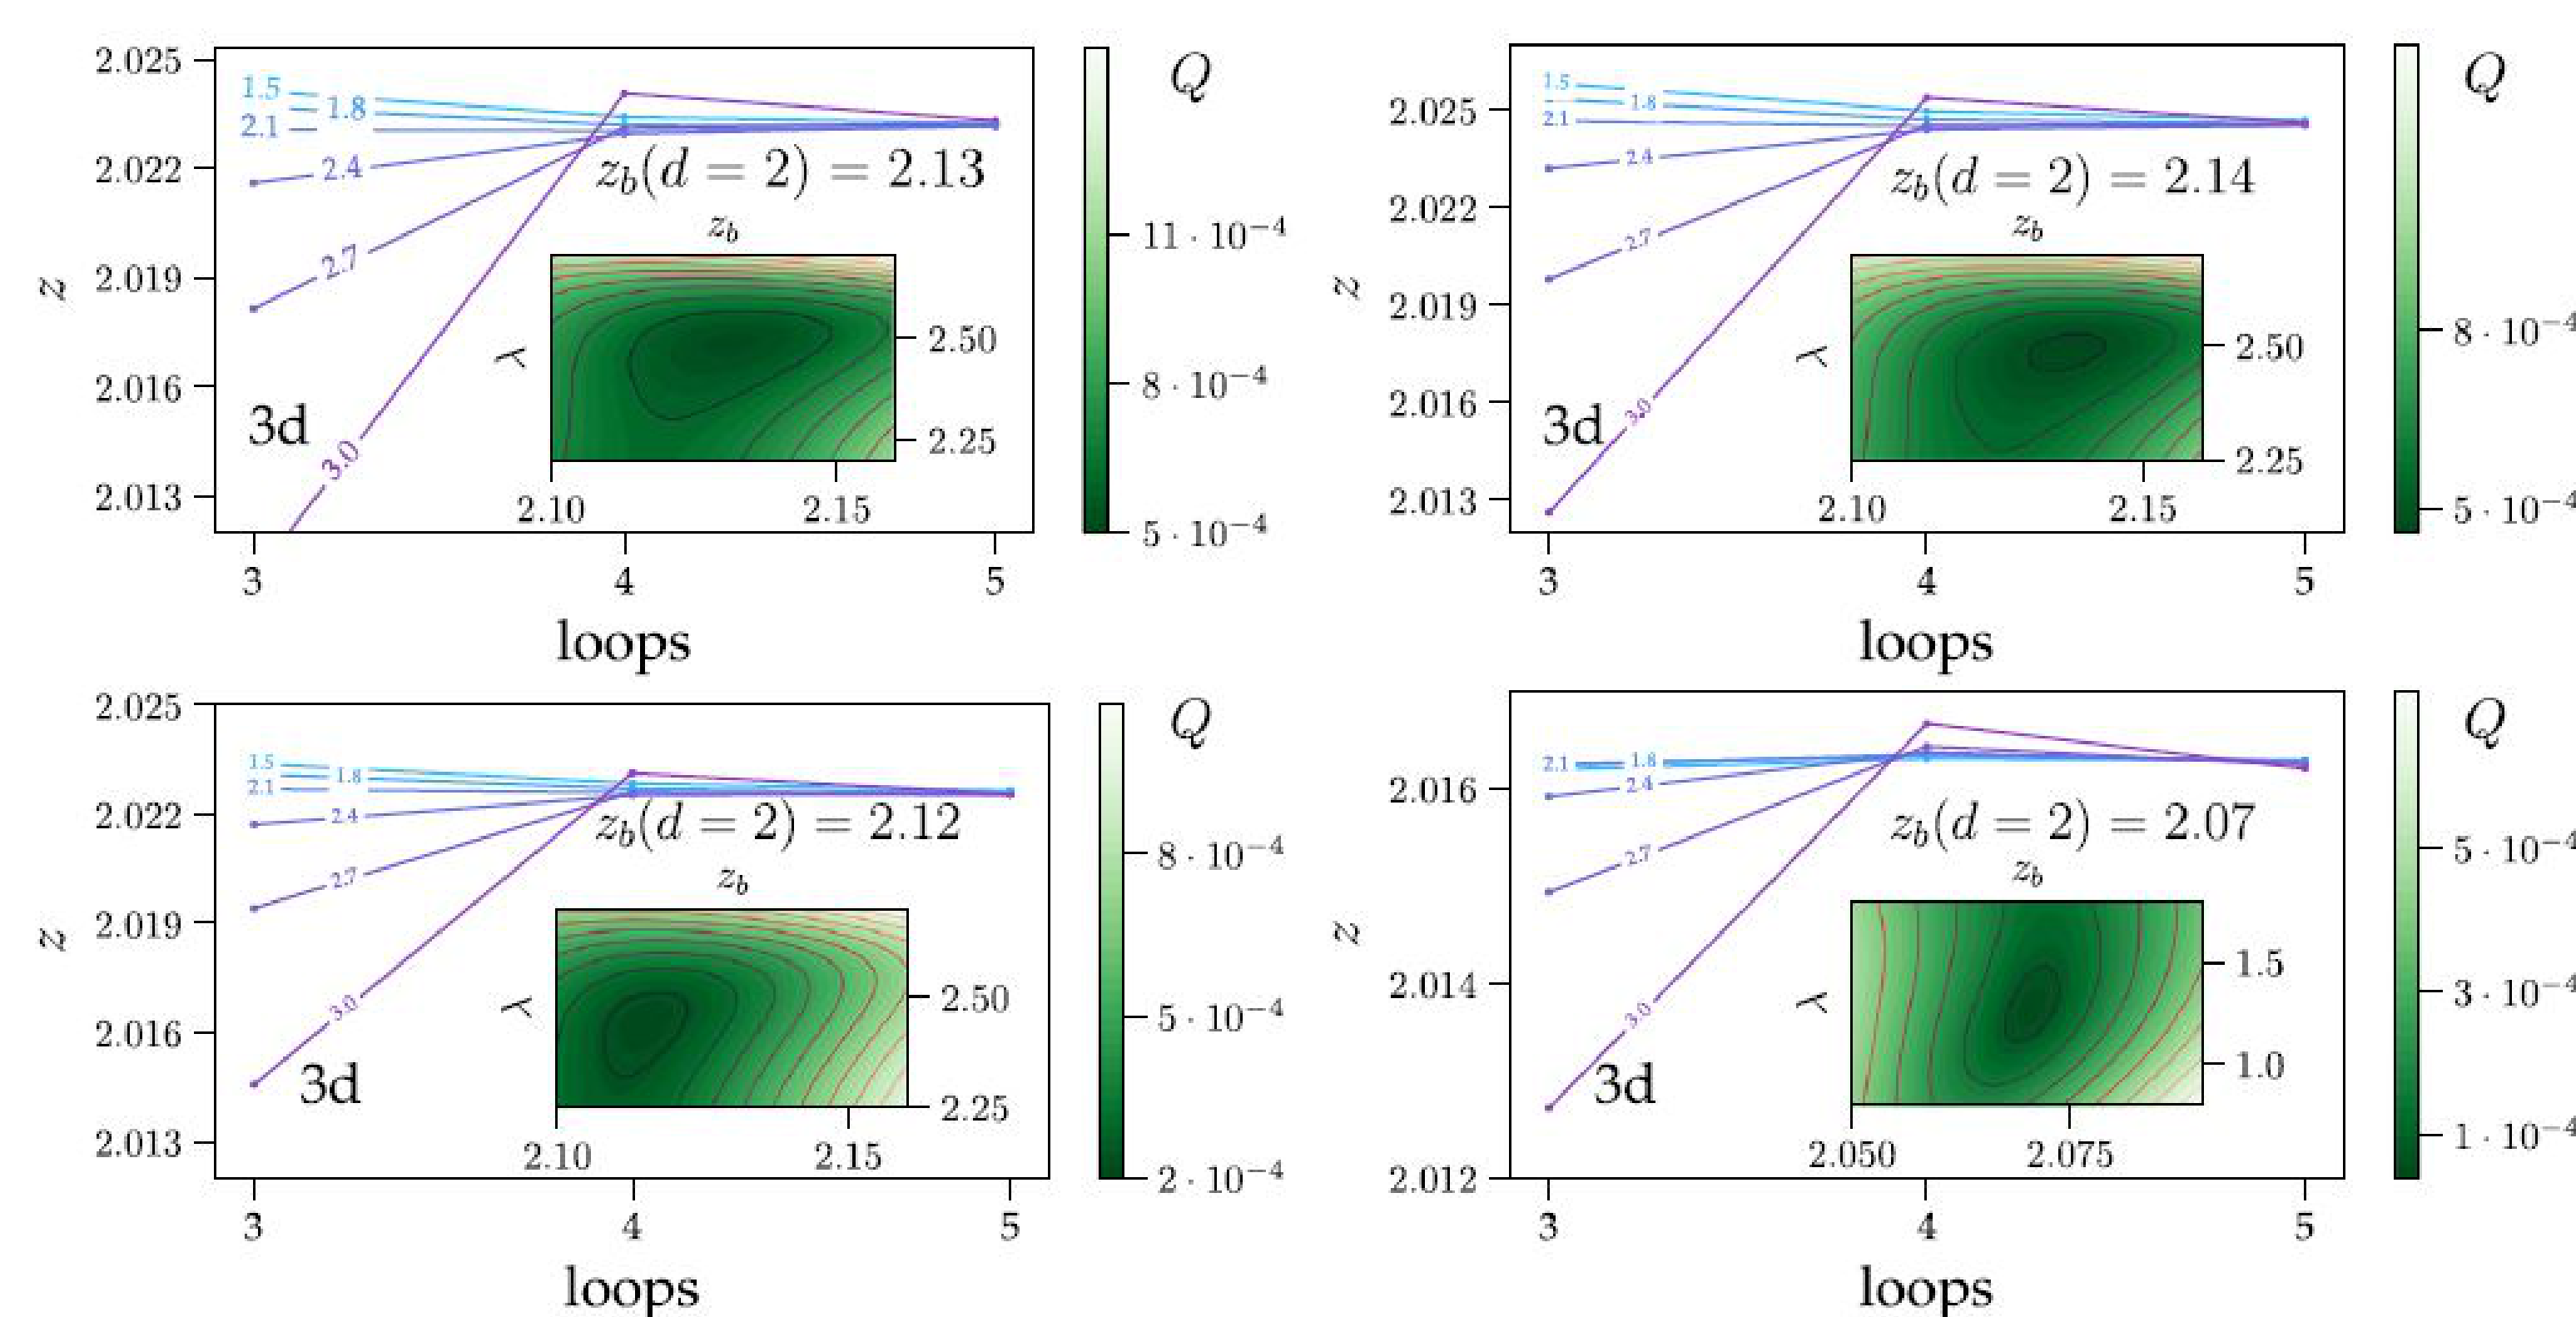 2.025
2.022
2.019
2.016
2.013
z
1.5
1.8
2.1
2.4
2.7
3.0
3d
z_b(d = 2) = 2.13
z_b
λ
2.50
2.25
2.10 2.15
3 4 5
loops
Q
11 · 10^{-4}
8 · 10^{-4}
5 · 10^{-4}
2.025
2.022
2.019
2.016
2.013
z
1.5
1.8
2.1
2.4
2.7
3.0
3d
z_b(d = 2) = 2.14
z_b
λ
2.50
2.25
2.10 2.15
3 4 5
loops
Q
8 · 10^{-4}
5 · 10^{-4}
2.025
2.022
2.019
2.016
2.013
z
1.5
1.8
2.1
2.4
2.7
3.0
3d
z_b(d = 2) = 2.12
z_b
λ
2.50
2.25
2.10 2.15
3 4 5
loops
Q
8 · 10^{-4}
5 · 10^{-4}
2 · 10^{-4}
2.016
2.014
2.012
z
2.1 1.8
2.4
2.7
3.0
3d
z_b(d = 2) = 2.07
z_b
λ
1.5
1.0
2.050 2.075
3 4 5
loops
Q
5 · 10^{-4}
3 · 10^{-4}
1 · 10^{-4}